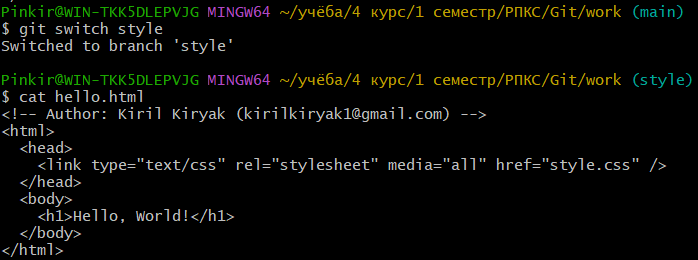 Pinkir@WIN-TKK5DLEPVJG MINGW64 ~/учёба/4 курс/1 семестр/РПКС/Git/work (main)
$ git switch style
Switched to branch 'style'
Pinkir@WIN-TKK5DLEPVJG MINGW64 ~/учёба/4 курс/1 семестр/РПКС/Git/work (style)
$ cat hello.html
<!-- Author: Kiril Kiryak (kirilkiryak1@gmail.com) -->
<html>
  <head>
    <link type="text/css" rel="stylesheet" media="all" href="style.css" />
  </head>
  <body>
    <h1>Hello, World!</h1>
  </body>
</html>